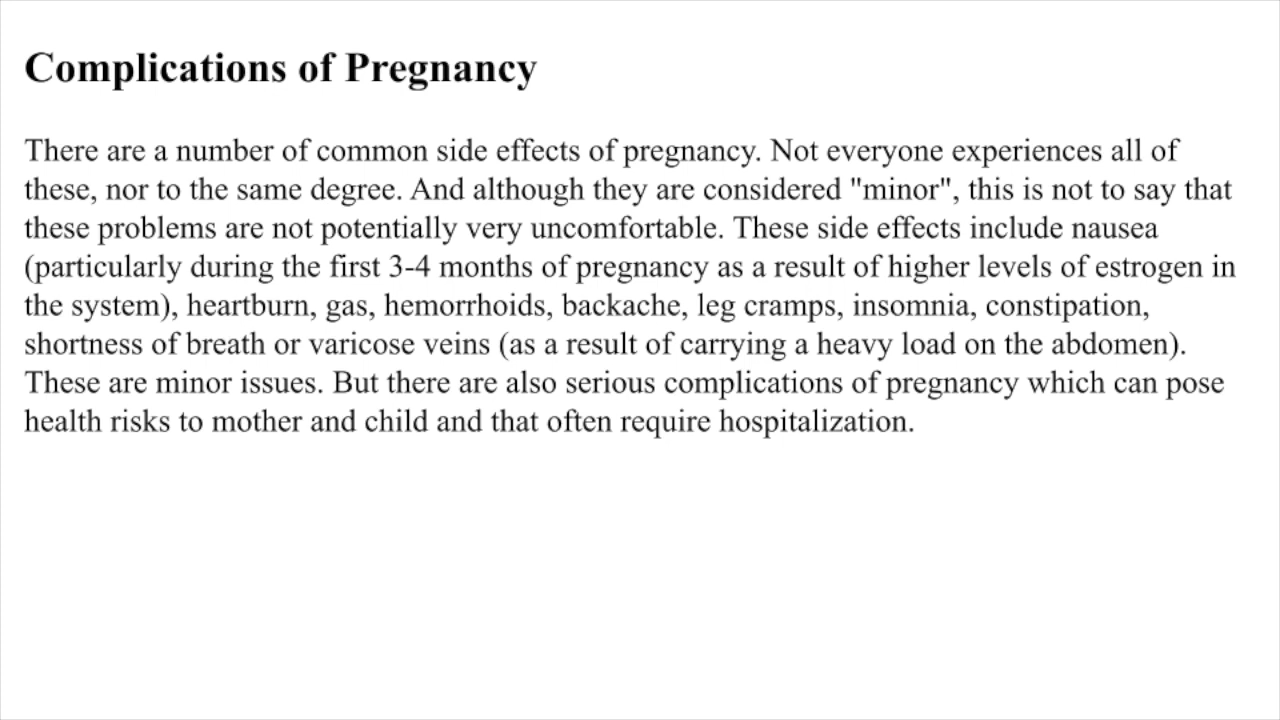 Complications of Pregnancy
There are a number of common side effects of pregnancy. Not everyone experiences all of
these, nor to the same degree. And although they are considered "minor", this is not to say that
these problems are not potentially very uncomfortable. These side effects include nausea
(particularly during the first 3-4 months of pregnancy as a result of higher levels of estrogen in
the system), heartburn, gas, hemorrhoids, backache, leg cramps, insomnia, constipation,
shortness of breath or varicose veins (as a result of carrying a heavy load on the abdomen).
These are minor issues. But there are also serious complications of pregnancy which can pose
health risks to mother and child and that often require hospitalization.